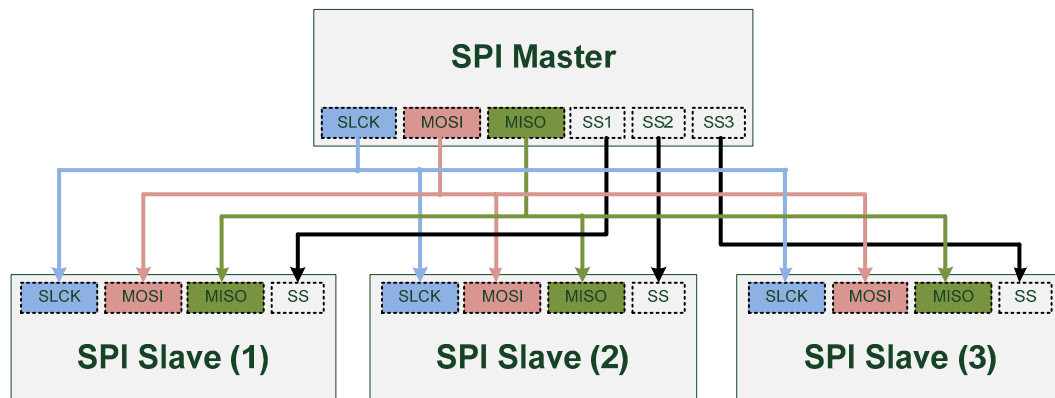 SPI Master
SLCK MOSI MISO SS1 SS2 SS3
SLCK MOSI MISO SS SLCK MOSI MISO SS SLCK MOSI MISO SS
SPI Slave (1) SPI Slave (2) SPI Slave (3)